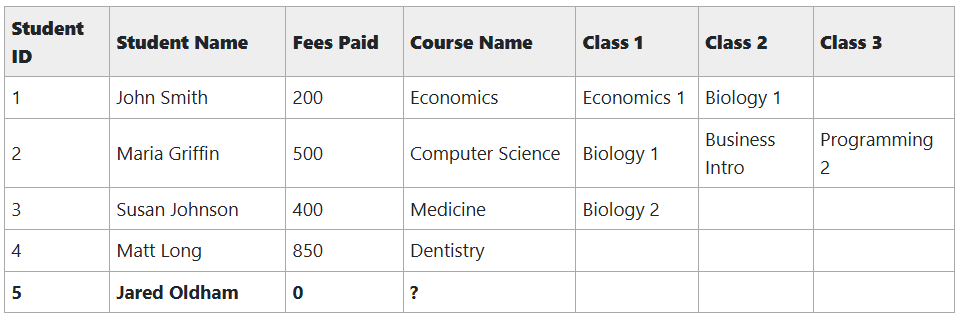 Student ID Student Name Fees Paid Course Name Class 1 Class 2 Class 3
1 John Smith 200 Economics Economics 1 Biology 1
2 Maria Griffin 500 Computer Science Biology 1 Business Intro Programming 2
3 Susan Johnson 400 Medicine Biology 2
4 Matt Long 850 Dentistry
5 Jared Oldham 0 ?